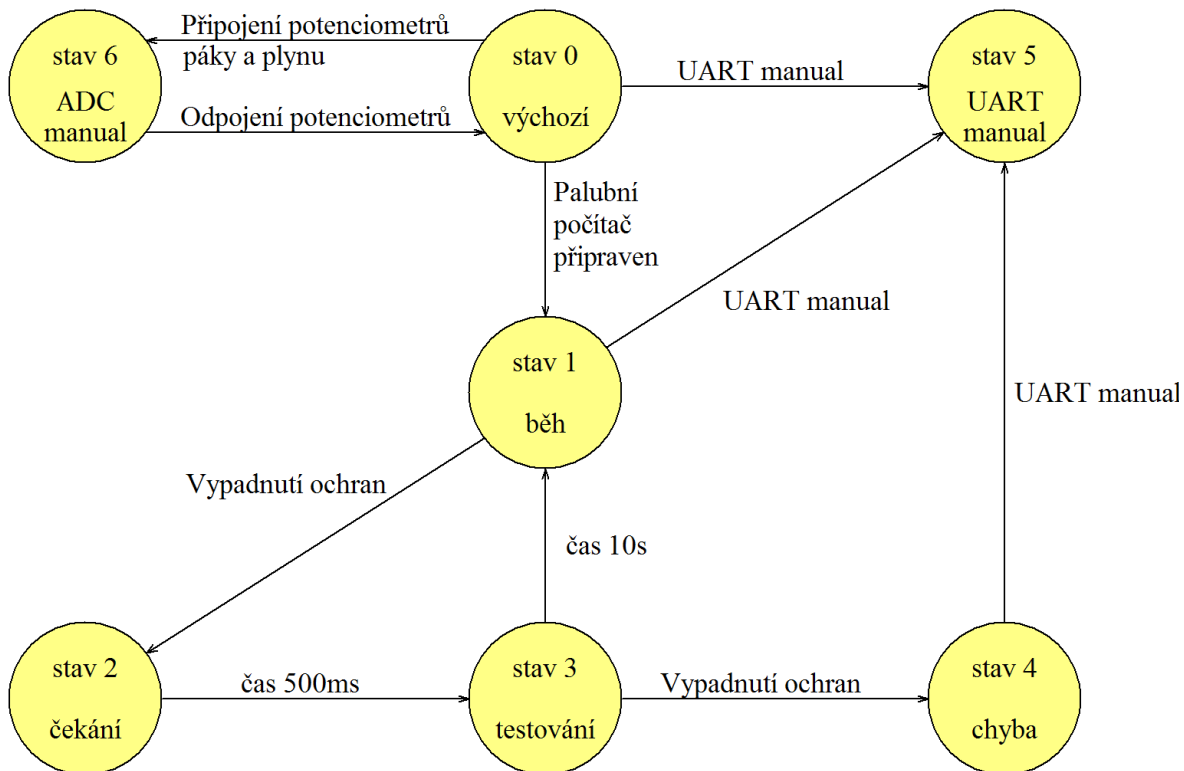 Připojení potenciometrů
páky a plynu
stav 6
ADC
manual
Odpojení potenciometrů
stav 0
výchozí
UART manual
stav 5
UART
manual
Palubní
počítač
připraven
UART manual
stav 1
běh
UART manual
Vypadnutí ochran
čas 10s
stav 2
čekání
čas 500ms
stav 3
testování
Vypadnutí ochran
stav 4
chyba